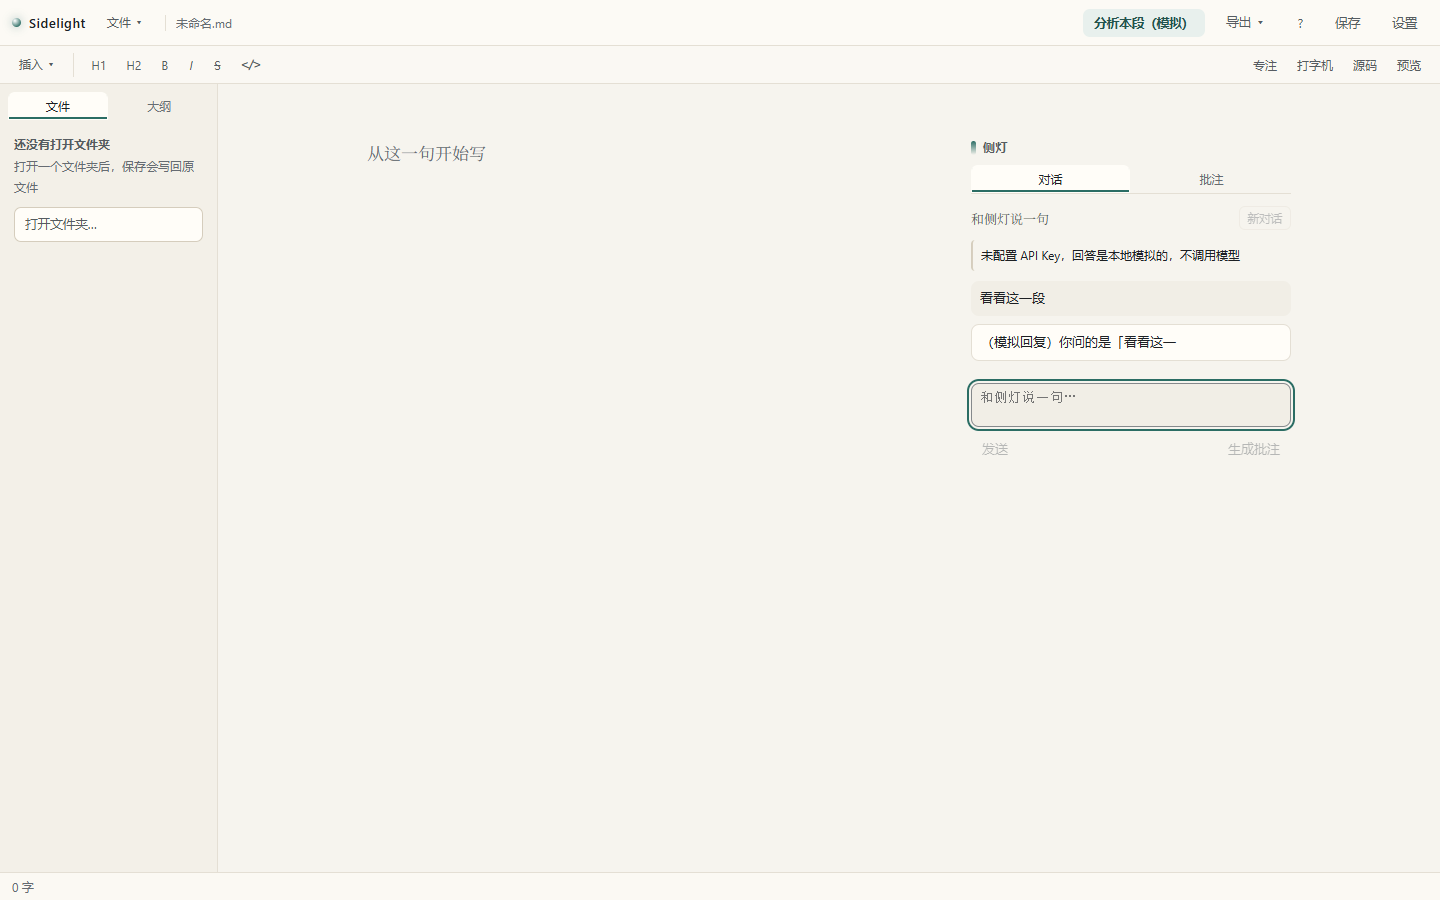 Sidelight 文件 未命名.md 分析本段（模拟） 导出 ? 保存 设置
插入 H1 H2 B I S </> 专注 打字机 源码 预览
文件 大纲
还没有打开文件夹
打开一个文件夹后，保存会写回原
文件
打开文件夹...
从这一句开始写
侧灯
对话 批注
和侧灯说一句 新对话
未配置 API Key，回答是本地模拟的，不调用模型
看看这一段
（模拟回复）你问的是「看看这一
和侧灯说一句…
发送 生成批注
0 字